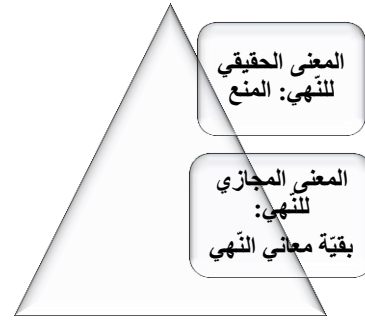 المعنى الحقيقي
للنّهي: المنع
المعنى المجازي
للنّهي:
بقيّة معاني النّهي